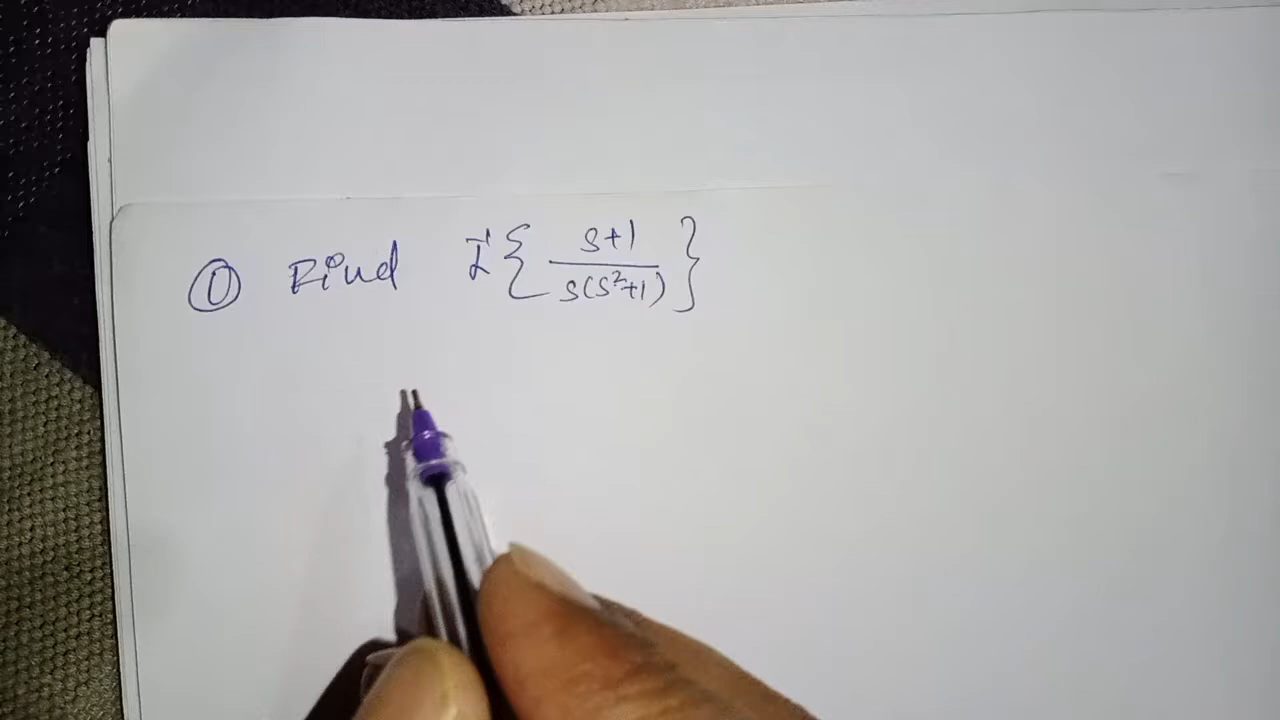 ① Find L⁻¹{ s+1 / s(s²+1) }